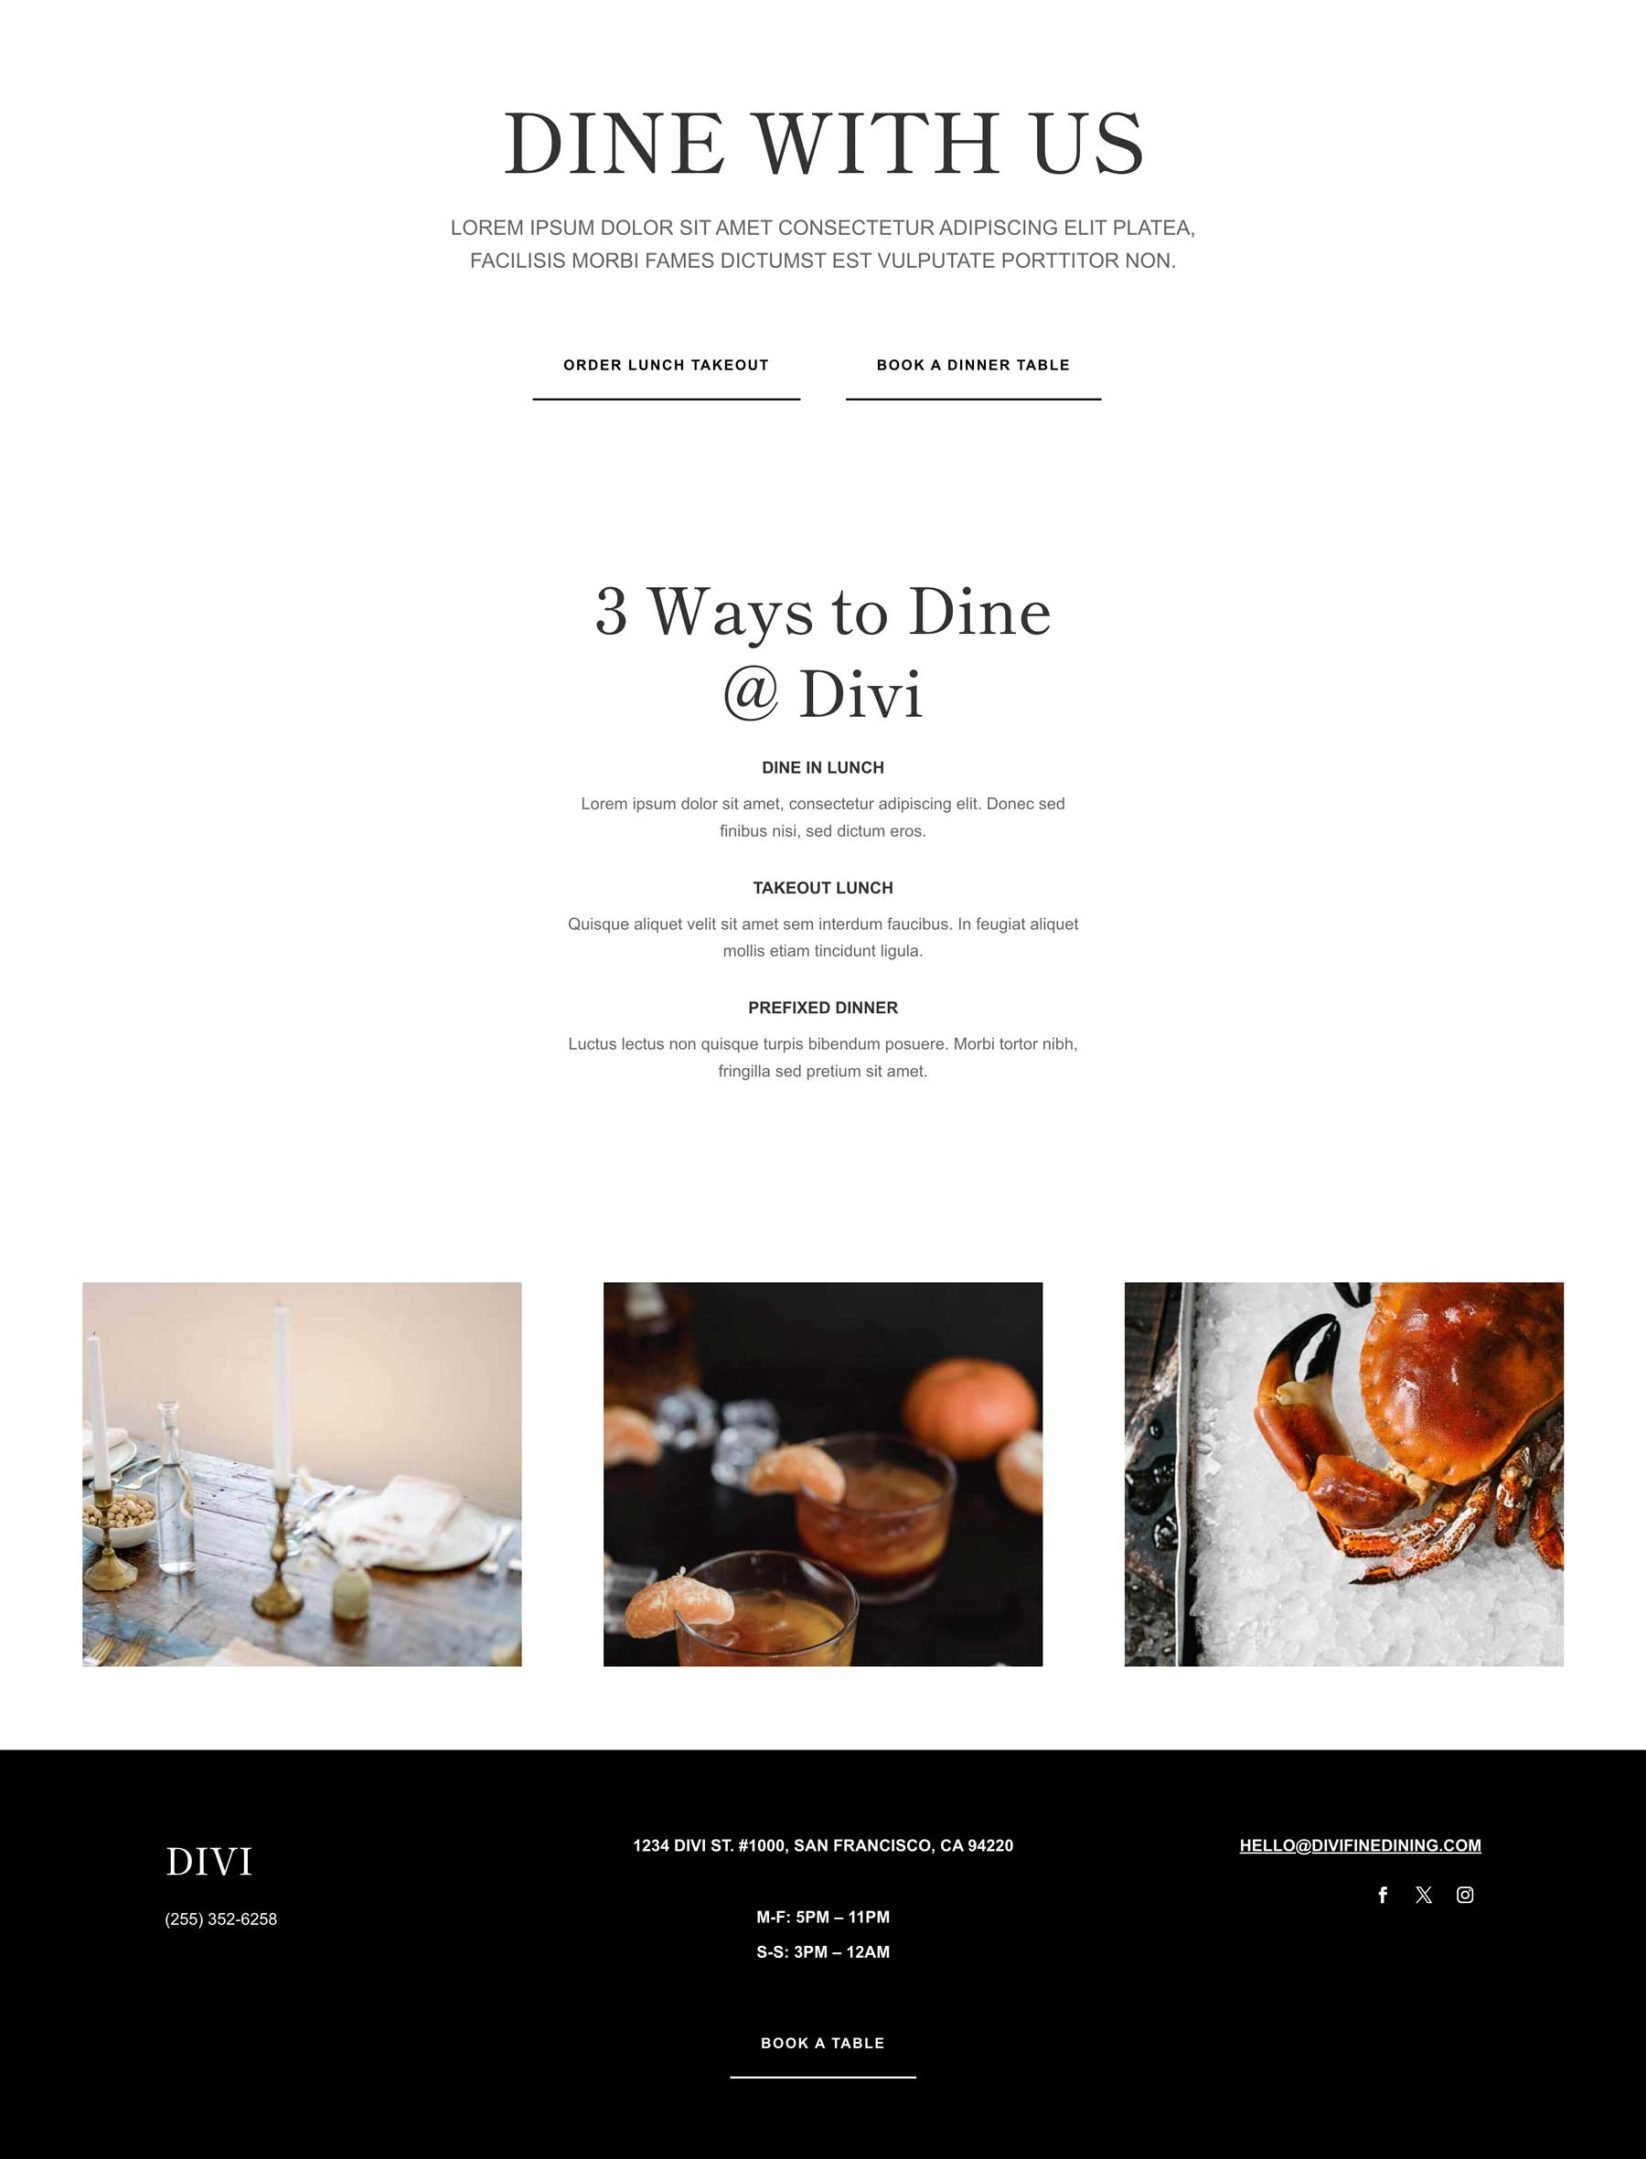 DINE WITH US
LOREM IPSUM DOLOR SIT AMET CONSECTETUR ADIPISCING ELIT PLATEA,
FACILISIS MORBI FAMES DICTUMST EST VULPUTATE PORTTITOR NON.
ORDER LUNCH TAKEOUT
BOOK A DINNER TABLE
3 Ways to Dine
@ Divi
DINE IN LUNCH
Lorem ipsum dolor sit amet, consectetur adipiscing elit. Donec sed
finibus nisi, sed dictum eros.
TAKEOUT LUNCH
Quisque aliquet velit sit amet sem interdum faucibus. In feugiat aliquet
mollis etiam tincidunt ligula.
PREFIXED DINNER
Luctus lectus non quisque turpis bibendum posuere. Morbi tortor nibh,
fringilla sed pretium sit amet.
DIVI
(255) 352-6258
1234 DIVI ST. #1000, SAN FRANCISCO, CA 94220
M-F: 5PM – 11PM
S-S: 3PM – 12AM
BOOK A TABLE
HELLO@DIVIFINEDINING.COM